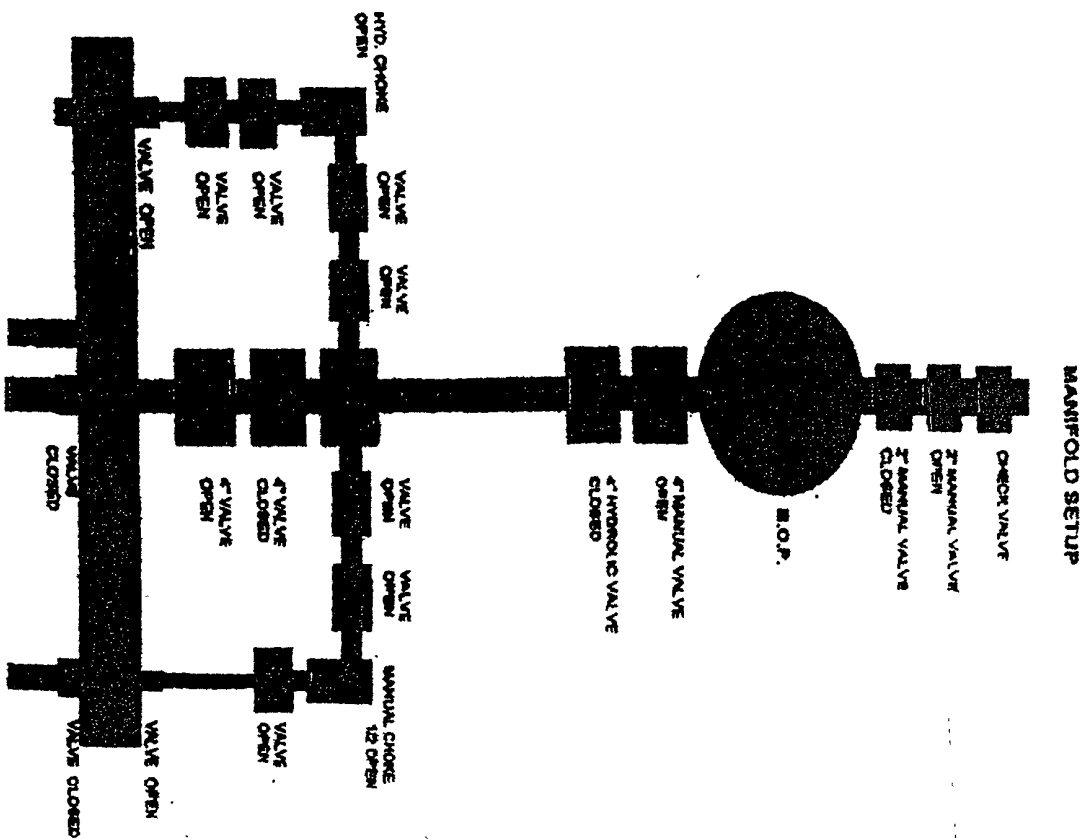 MANIFOLD SETUP
CHECK VALVE
2" MANUAL VALVE
OPEN
2" MANUAL VALVE
CLOSED
B.O.P.
4" MANUAL VALVE
OPEN
4" HYDROLIC VALVE
CLOSED
HYD. CHOKE
OPEN
VALVE
OPEN
VALVE
OPEN
VALVE
OPEN
VALVE
OPEN
MANUAL CHOKE
1/2 OPEN
VALVE
OPEN
VALVE
OPEN
4" VALVE
CLOSED
4" VALVE
OPEN
VALVE
OPEN
VALVE OPEN
VALVE OPEN
VALVE
CLOSED
VALVE CLOSED